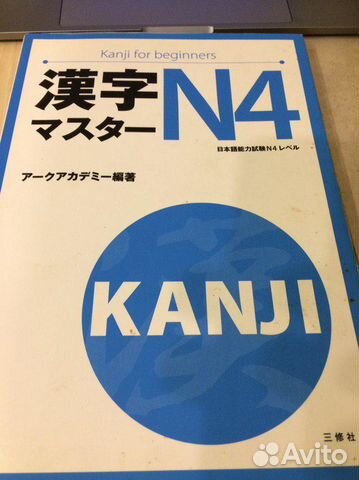 Kanji for beginners
漢字
マスターN4
日本語能力試験N4レベル
アークアカデミー編著
漢
KANJI
三修社
Avito